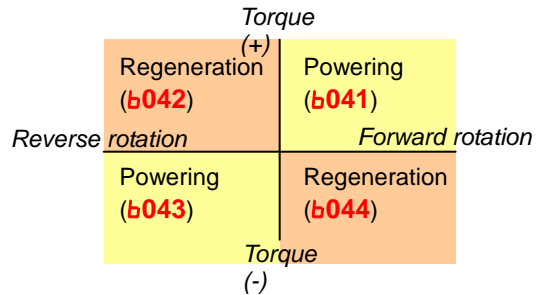 Torque
(+)
Regeneration
(b042)
Powering
(b041)
Reverse rotation
Forward rotation
Powering
(b043)
Regeneration
(b044)
Torque
(-)